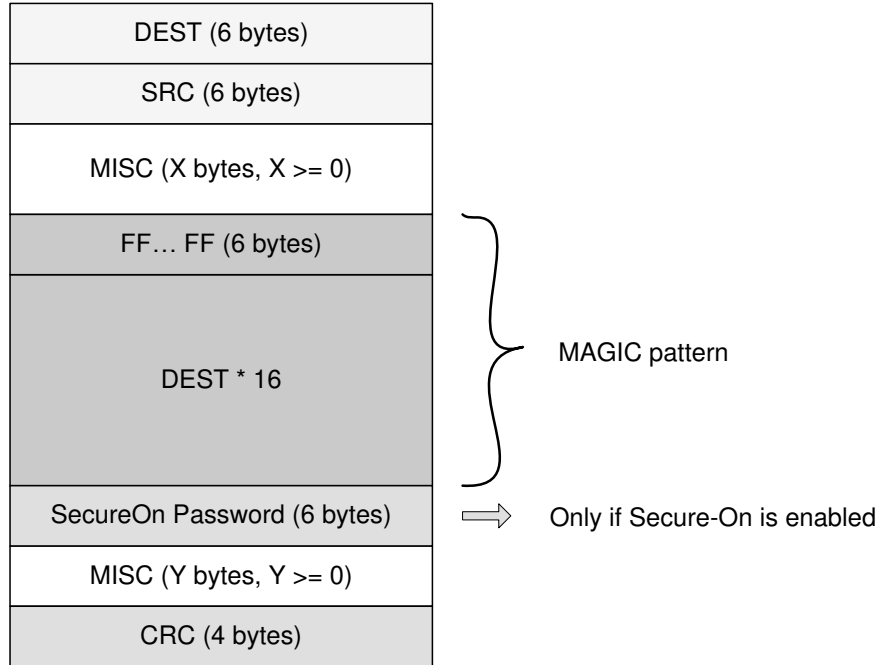 DEST (6 bytes)
SRC (6 bytes)
MISC (X bytes, X >= 0)
FF… FF (6 bytes)
DEST * 16
MAGIC pattern
SecureOn Password (6 bytes)
Only if Secure-On is enabled
MISC (Y bytes, Y >= 0)
CRC (4 bytes)